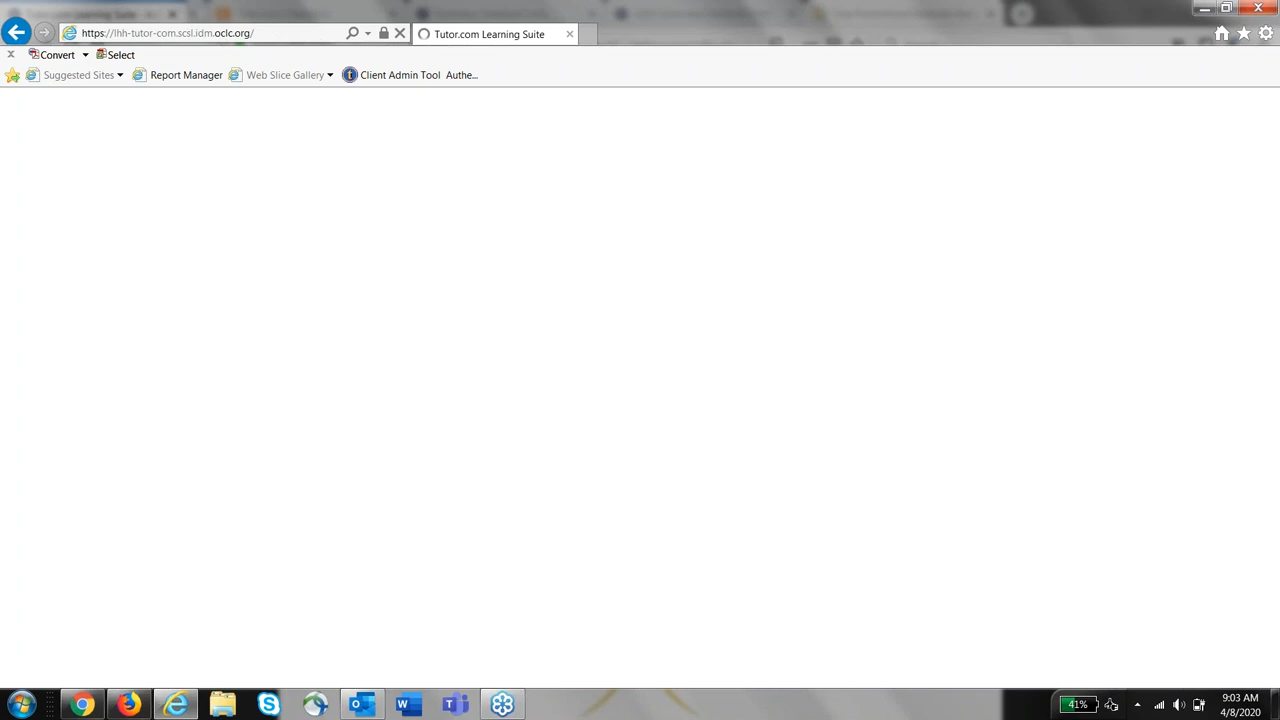 https://lhh-tutor-com.scsl.idm.oclc.org/
Tutor.com Learning Suite
x Convert Select
Suggested Sites Report Manager Web Slice Gallery Client Admin Tool Authe...
41%
9:03 AM
4/8/2020